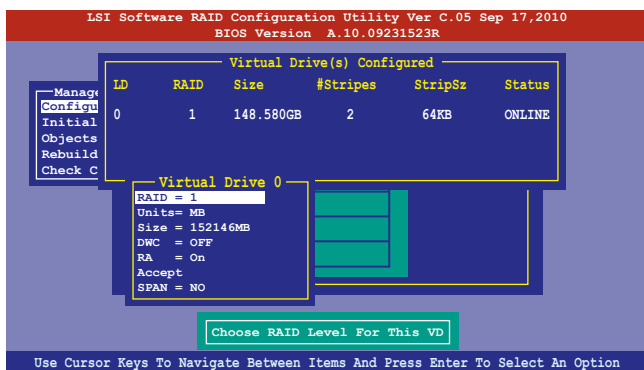 LSI Software RAID Configuration Utility Ver C.05 Sep 17,2010
BIOS Version A.10.09231523R
Virtual Drive(s) Configured
LD RAID Size #Stripes StripSz Status
0 1 148.580GB 2 64KB ONLINE
Manage
Configu
Initial
Objects
Rebuild
Check C
Virtual Drive 0
RAID = 1
Units= MB
Size = 152146MB
DWC = OFF
RA = On
Accept
SPAN = NO
Choose RAID Level For This VD
Use Cursor Keys To Navigate Between Items And Press Enter To Select An Option